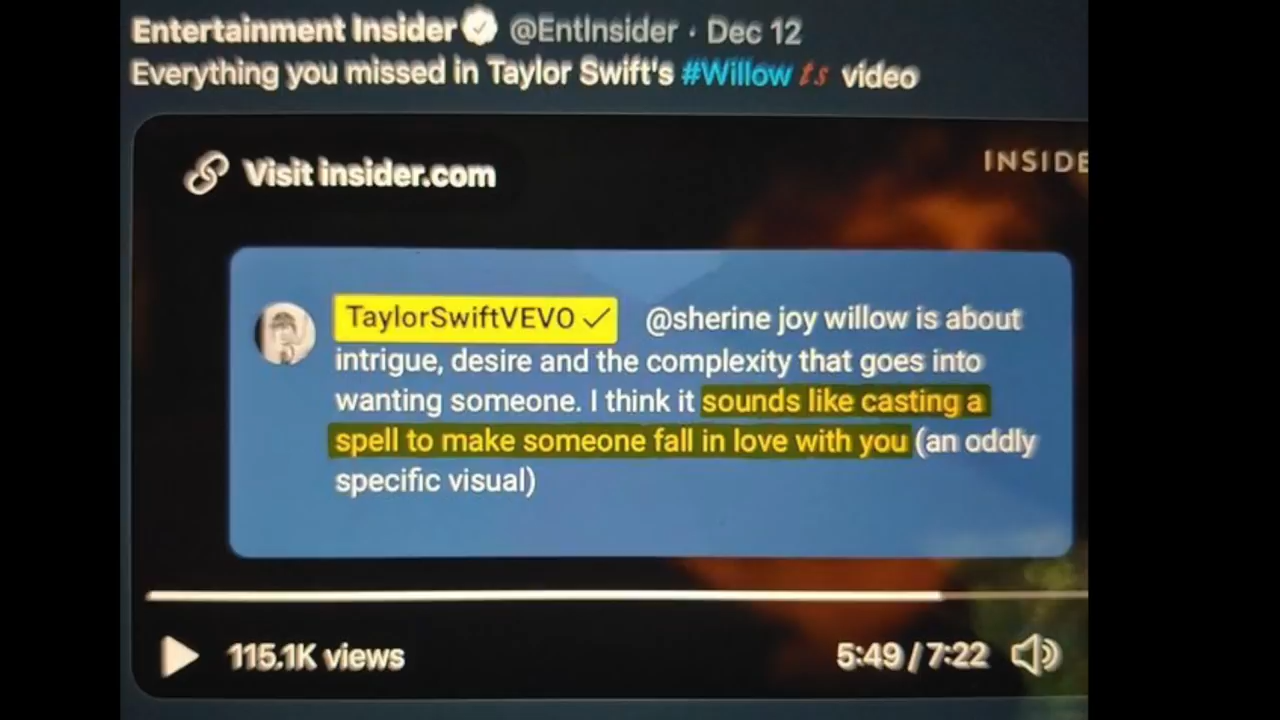 Entertainment Insider @EntInsider · Dec 12
Everything you missed in Taylor Swift's #Willow ts video
Visit insider.com
INSIDE
TaylorSwiftVEVO ✓ @sherine joy willow is about
intrigue, desire and the complexity that goes into
wanting someone. I think it sounds like casting a
spell to make someone fall in love with you (an oddly
specific visual)
115.1K views
5:49 / 7:22